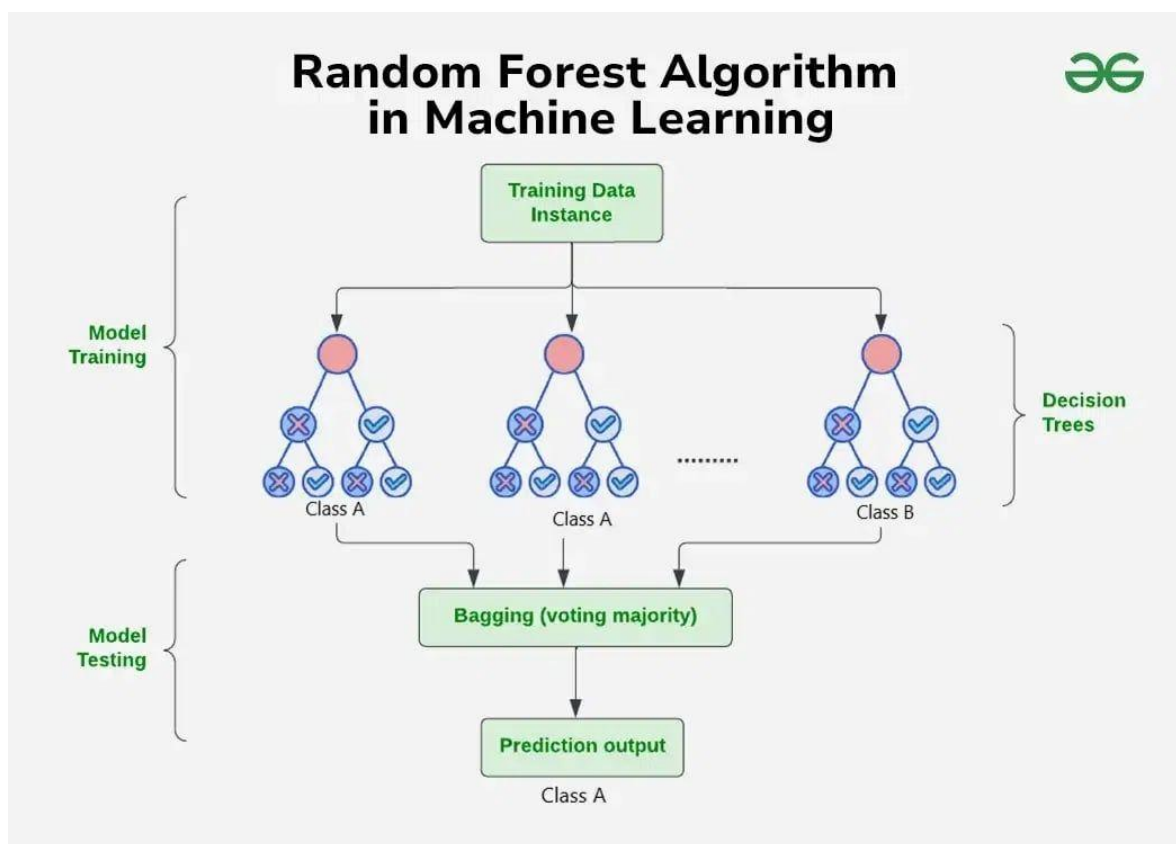 Random Forest Algorithm
in Machine Learning
Training Data
Instance
Model
Training
Decision
Trees
.........
Class A
Class A
Class B
Bagging (voting majority)
Model
Testing
Prediction output
Class A